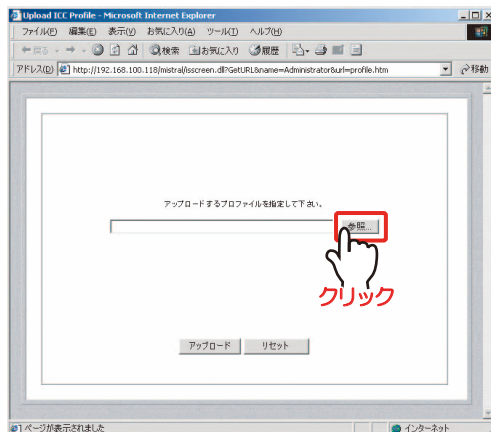 Upload ICC Profile - Microsoft Internet Explorer
ファイル(F) 編集(E) 表示(V) お気に入り(A) ツール(T) ヘルプ(H)
戻る 検索 お気に入り 履歴
アドレス(D) http://192.168.100.118/mistral/isscreen.dll?GetURL&name=Administrator&url=profile.htm 移動
アップロードするプロファイルを指定して下さい。
参照...
クリック
アップロード リセット
ページが表示されました インターネット